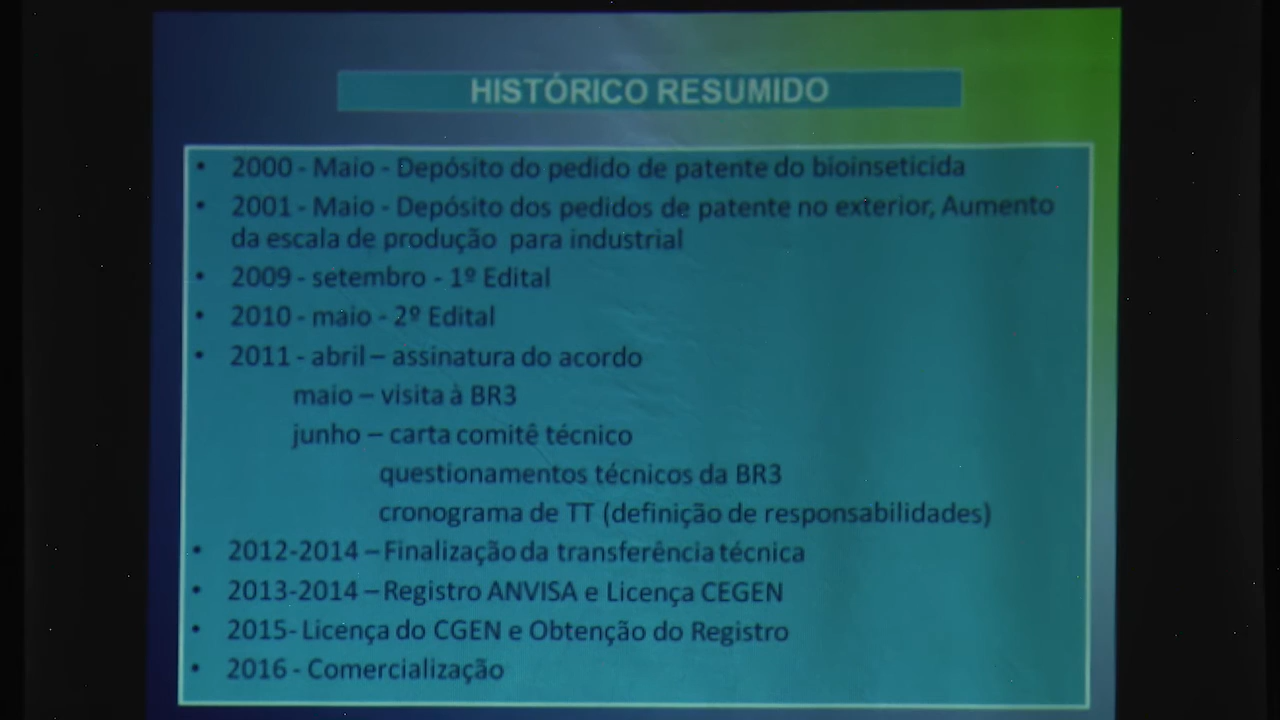 HISTÓRICO RESUMIDO
• 2000 - Maio - Depósito do pedido de patente do bioinseticida
• 2001 - Maio - Depósito dos pedidos de patente no exterior, Aumento
da escala de produção para industrial
• 2009 - setembro - 1º Edital
• 2010 - maio - 2º Edital
• 2011 - abril – assinatura do acordo
maio – visita à BR3
junho – carta comitê técnico
questionamentos técnicos da BR3
cronograma de TT (definição de responsabilidades)
• 2012-2014 – Finalização da transferência técnica
• 2013-2014 – Registro ANVISA e Licença CEGEN
• 2015- Licença do CGEN e Obtenção do Registro
• 2016 - Comercialização